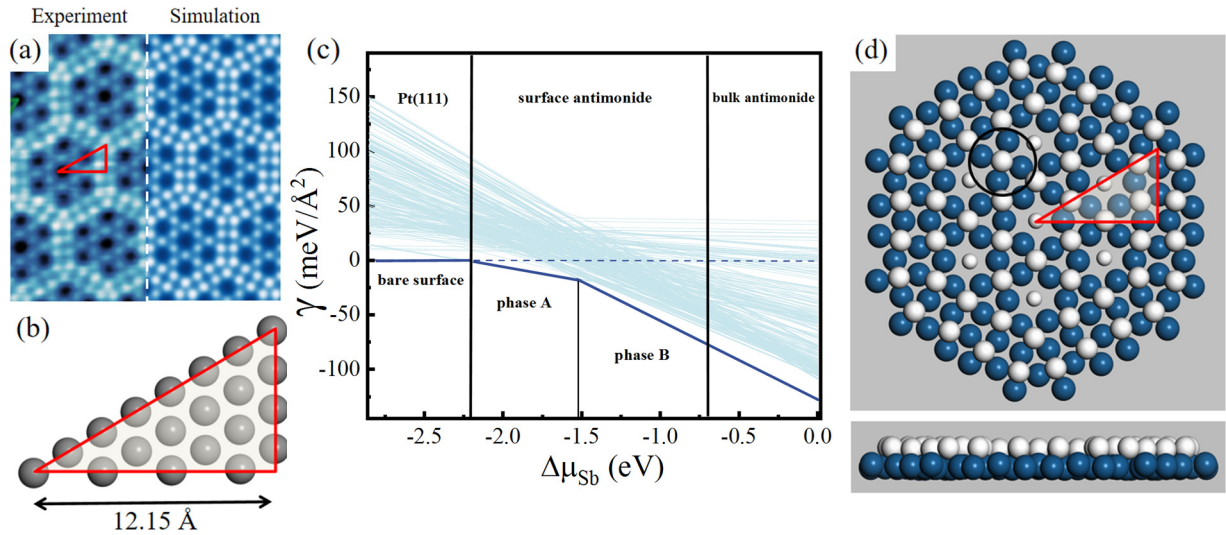 Experiment
Simulation
(a)
(b)
12.15 Å
(c)
Pt(111)
surface antimonide
bulk antimonide
bare surface
phase A
phase B
150
100
50
0
-50
-100
γ (meV/Å²)
-2.5
-2.0
-1.5
-1.0
-0.5
0.0
Δμ_Sb (eV)
(d)